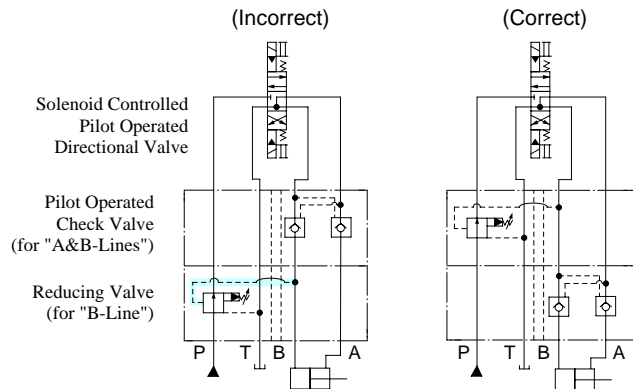 (Incorrect)
(Correct)
Solenoid Controlled
Pilot Operated
Directional Valve
Pilot Operated
Check Valve
(for "A&B-Lines")
Reducing Valve
(for "B-Line")
P T B A
P T B A